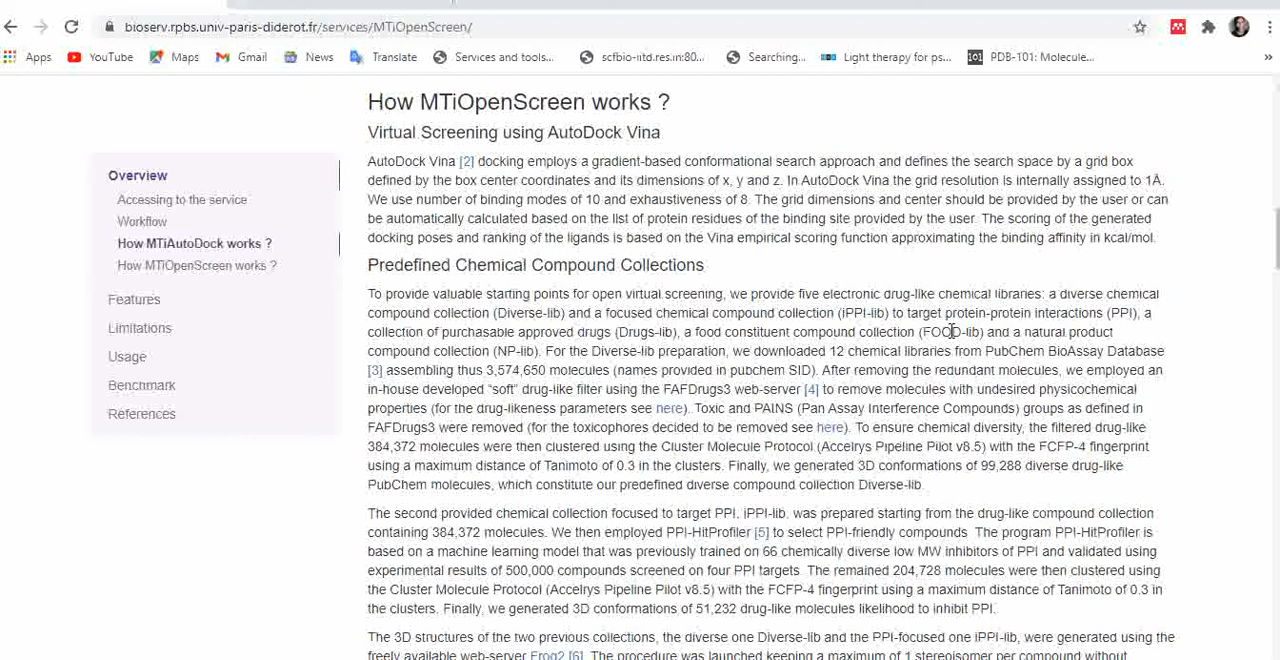 bioserv.rpbs.univ-paris-diderot.fr/services/MTiOpenScreen/
Apps YouTube Maps Gmail News Translate Services and tools... scfbio-iitd.res.in:80... Searching... Light therapy for ps... 101 PDB-101: Molecule... »
How MTiOpenScreen works ?
Virtual Screening using AutoDock Vina
AutoDock Vina [2] docking employs a gradient-based conformational search approach and defines the search space by a grid box
defined by the box center coordinates and its dimensions of x, y and z. In AutoDock Vina the grid resolution is internally assigned to 1Å.
We use number of binding modes of 10 and exhaustiveness of 8. The grid dimensions and center should be provided by the user or can
be automatically calculated based on the list of protein residues of the binding site provided by the user. The scoring of the generated
docking poses and ranking of the ligands is based on the Vina empirical scoring function approximating the binding affinity in kcal/mol.
Overview
Accessing to the service
Workflow
How MTiAutoDock works ?
How MTiOpenScreen works ?
Features
Limitations
Usage
Benchmark
References
Predefined Chemical Compound Collections
To provide valuable starting points for open virtual screening, we provide five electronic drug-like chemical libraries: a diverse chemical
compound collection (Diverse-lib) and a focused chemical compound collection (iPPI-lib) to target protein-protein interactions (PPI), a
collection of purchasable approved drugs (Drugs-lib), a food constituent compound collection (FOOD-lib) and a natural product
compound collection (NP-lib). For the Diverse-lib preparation, we downloaded 12 chemical libraries from PubChem BioAssay Database
[3] assembling thus 3,574,650 molecules (names provided in pubchem SID). After removing the redundant molecules, we employed an
in-house developed “soft” drug-like filter using the FAFDrugs3 web-server [4] to remove molecules with undesired physicochemical
properties (for the drug-likeness parameters see here). Toxic and PAINS (Pan Assay Interference Compounds) groups as defined in
FAFDrugs3 were removed (for the toxicophores decided to be removed see here). To ensure chemical diversity, the filtered drug-like
384,372 molecules were then clustered using the Cluster Molecule Protocol (Accelrys Pipeline Pilot v8.5) with the FCFP-4 fingerprint
using a maximum distance of Tanimoto of 0.3 in the clusters. Finally, we generated 3D conformations of 99,288 diverse drug-like
PubChem molecules, which constitute our predefined diverse compound collection Diverse-lib.
The second provided chemical collection focused to target PPI, iPPI-lib, was prepared starting from the drug-like compound collection
containing 384,372 molecules. We then employed PPI-HitProfiler [5] to select PPI-friendly compounds. The program PPI-HitProfiler is
based on a machine learning model that was previously trained on 66 chemically diverse low MW inhibitors of PPI and validated using
experimental results of 500,000 compounds screened on four PPI targets. The remained 204,728 molecules were then clustered using
the Cluster Molecule Protocol (Accelrys Pipeline Pilot v8.5) with the FCFP-4 fingerprint using a maximum distance of Tanimoto of 0.3 in
the clusters. Finally, we generated 3D conformations of 51,232 drug-like molecules likelihood to inhibit PPI.
The 3D structures of the two previous collections, the diverse one Diverse-lib and the PPI-focused one iPPI-lib, were generated using the
freely available web-server Frog2 [6]. The procedure was launched keeping a maximum of 1 stereoisomer per compound without